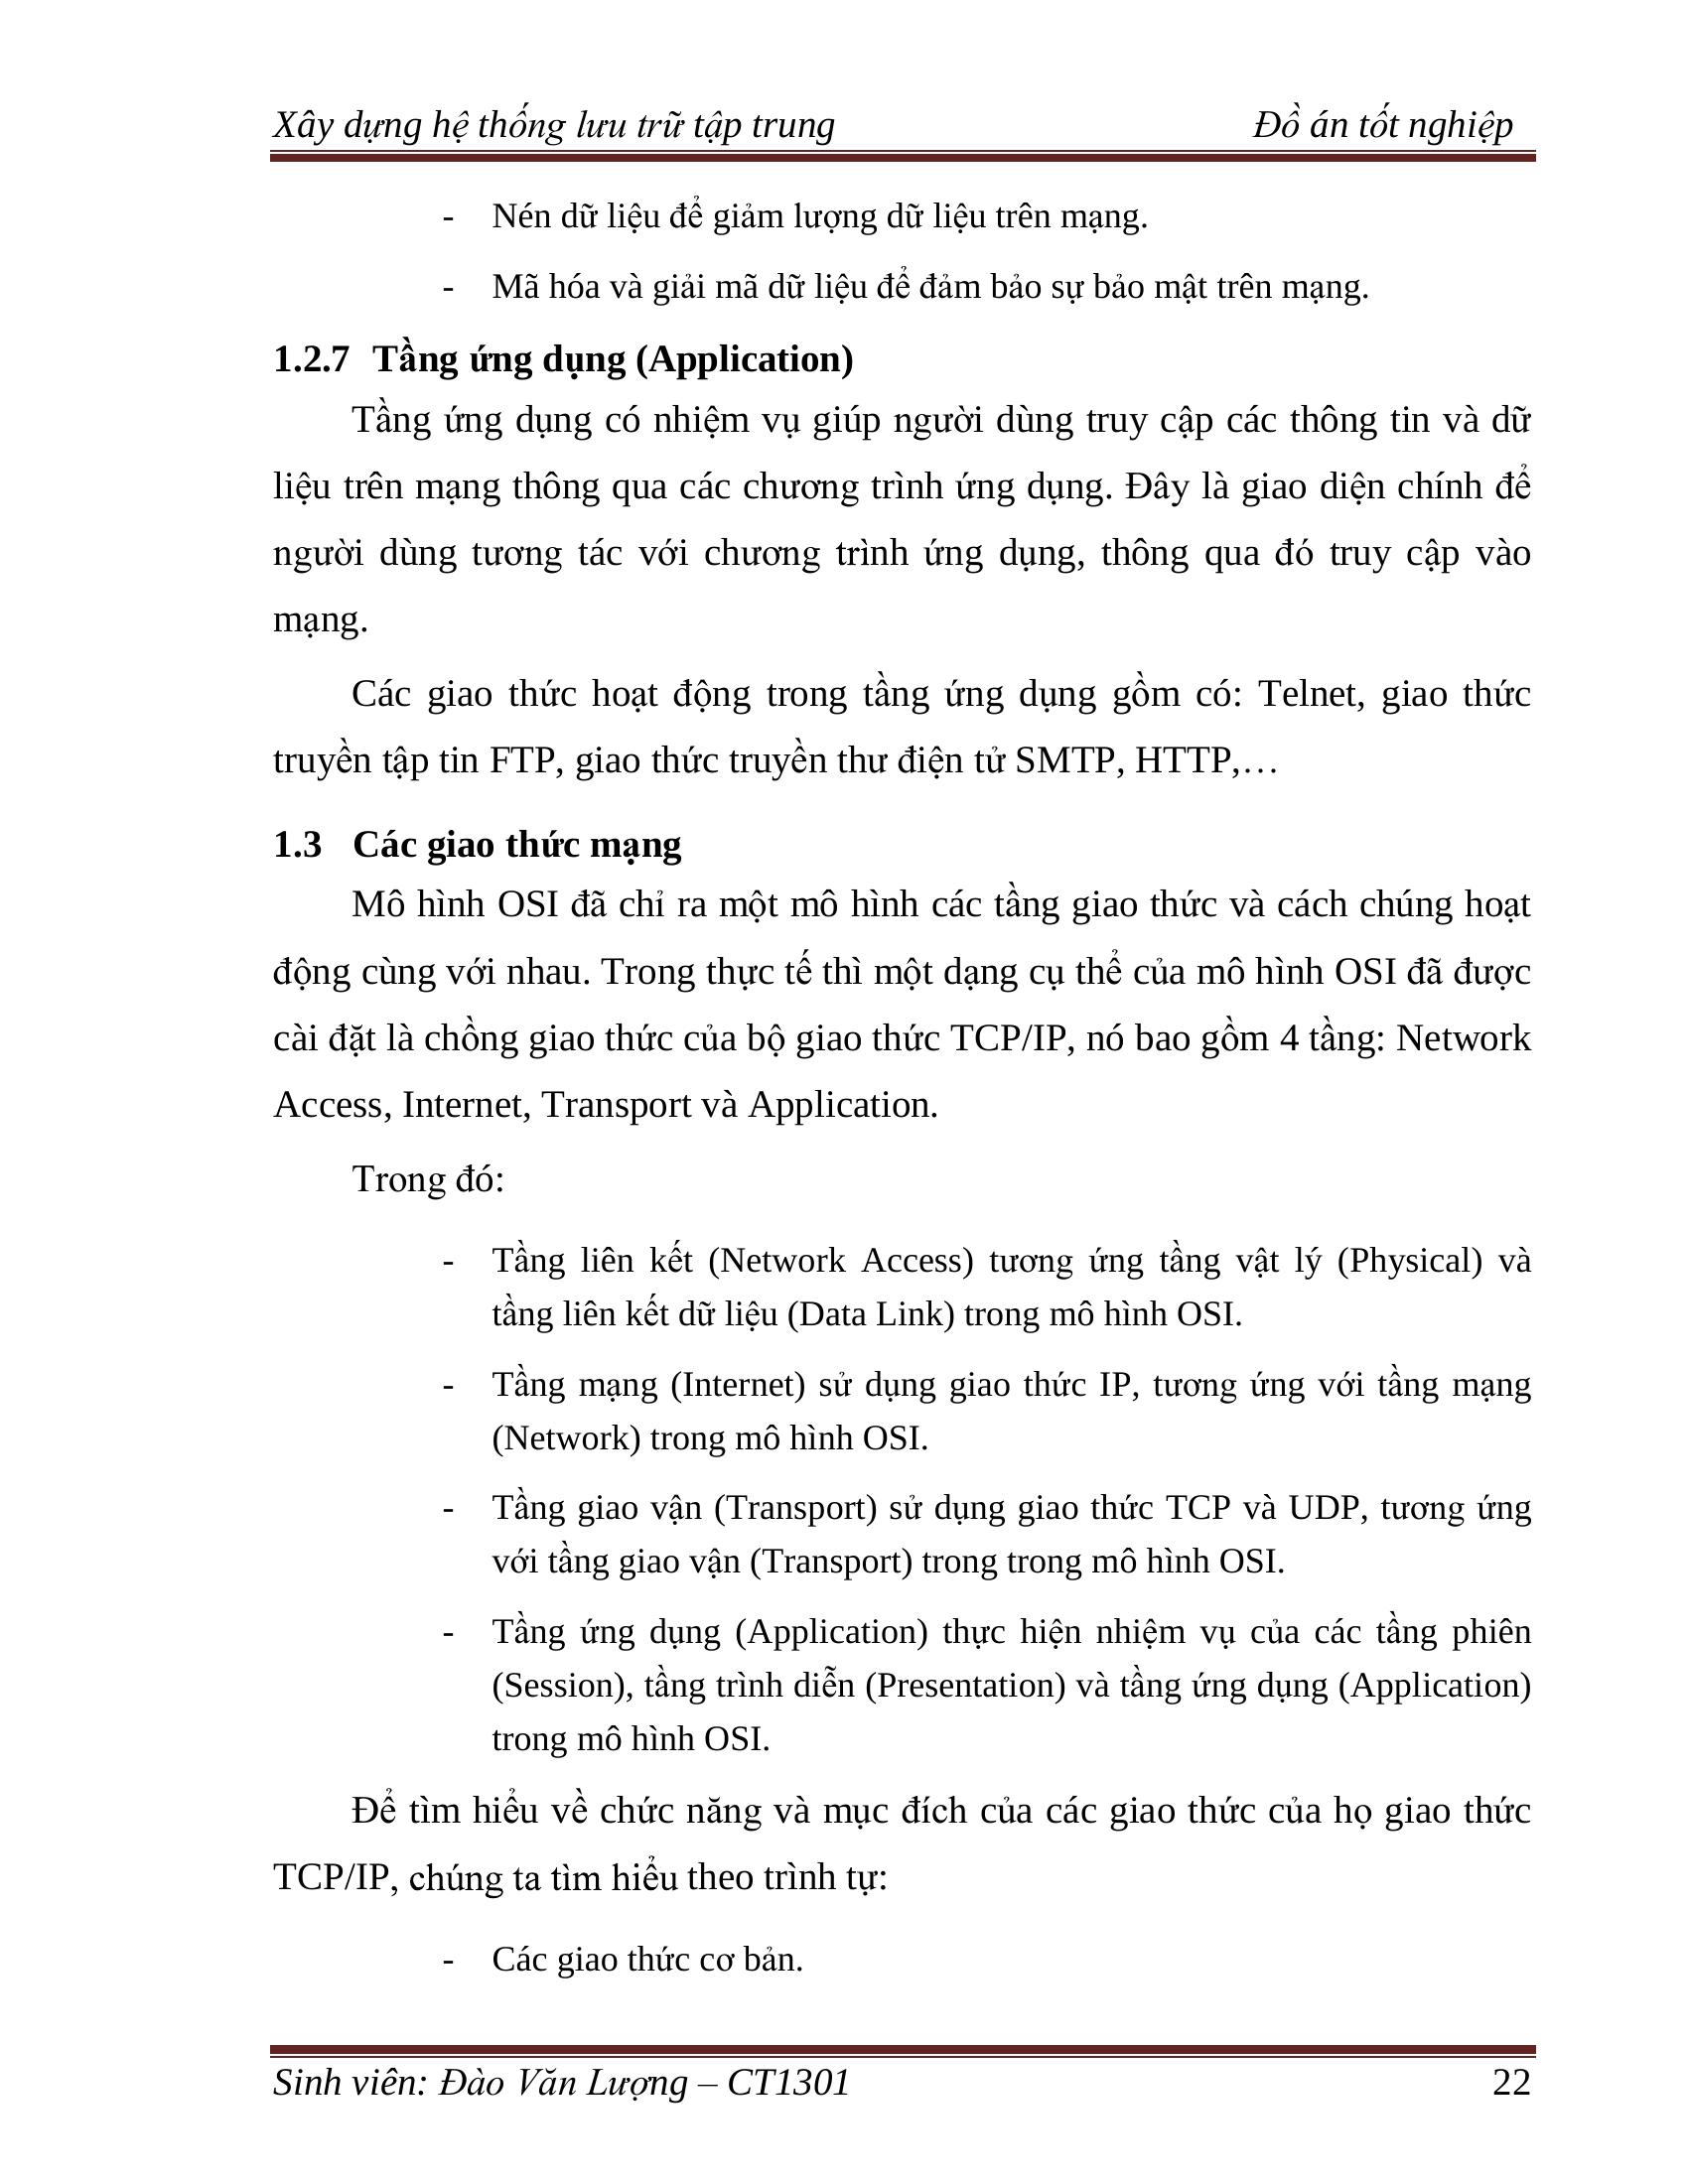 Xây dựng hệ thống lưu trữ tập trung Đồ án tốt nghiệp
- Nén dữ liệu để giảm lượng dữ liệu trên mạng.
- Mã hóa và giải mã dữ liệu để đảm bảo sự bảo mật trên mạng.
1.2.7 Tầng ứng dụng (Application)
Tầng ứng dụng có nhiệm vụ giúp người dùng truy cập các thông tin và dữ
liệu trên mạng thông qua các chương trình ứng dụng. Đây là giao diện chính để
người dùng tương tác với chương trình ứng dụng, thông qua đó truy cập vào
mạng.
Các giao thức hoạt động trong tầng ứng dụng gồm có: Telnet, giao thức
truyền tập tin FTP, giao thức truyền thư điện tử SMTP, HTTP,…
1.3 Các giao thức mạng
Mô hình OSI đã chỉ ra một mô hình các tầng giao thức và cách chúng hoạt
động cùng với nhau. Trong thực tế thì một dạng cụ thể của mô hình OSI đã được
cài đặt là chồng giao thức của bộ giao thức TCP/IP, nó bao gồm 4 tầng: Network
Access, Internet, Transport và Application.
Trong đó:
- Tầng liên kết (Network Access) tương ứng tầng vật lý (Physical) và
tầng liên kết dữ liệu (Data Link) trong mô hình OSI.
- Tầng mạng (Internet) sử dụng giao thức IP, tương ứng với tầng mạng
(Network) trong mô hình OSI.
- Tầng giao vận (Transport) sử dụng giao thức TCP và UDP, tương ứng
với tầng giao vận (Transport) trong trong mô hình OSI.
- Tầng ứng dụng (Application) thực hiện nhiệm vụ của các tầng phiên
(Session), tầng trình diễn (Presentation) và tầng ứng dụng (Application)
trong mô hình OSI.
Để tìm hiểu về chức năng và mục đích của các giao thức của họ giao thức
TCP/IP, chúng ta tìm hiểu theo trình tự:
- Các giao thức cơ bản.
Sinh viên: Đào Văn Lượng – CT1301 22